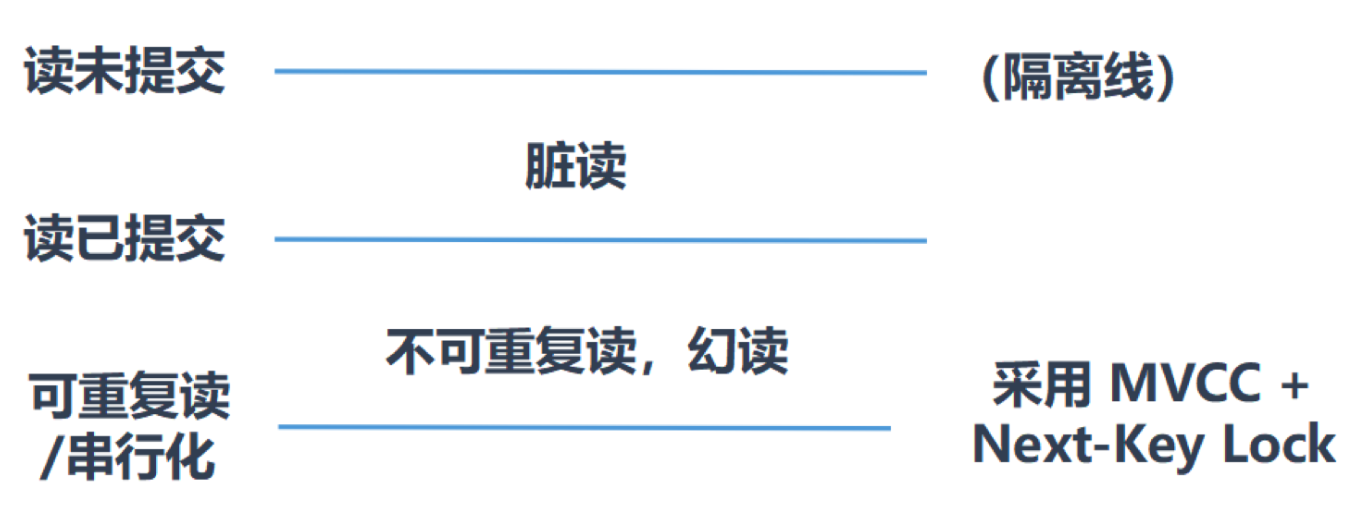 读未提交
（隔离线）
脏读
读已提交
不可重复读，幻读
可重复读
/串行化
采用 MVCC +
Next-Key Lock